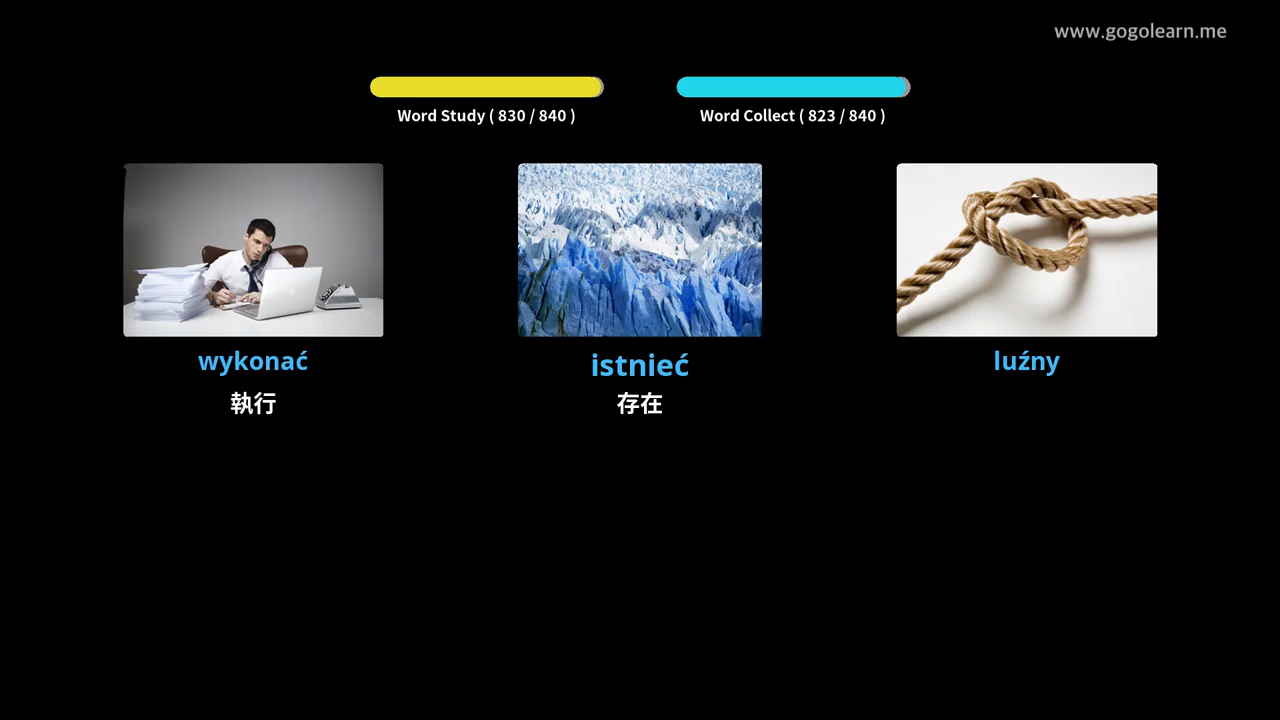 www.gogolearn.me
Word Study ( 830 / 840 )
Word Collect ( 823 / 840 )
wykonać
執行
istnieć
存在
luźny